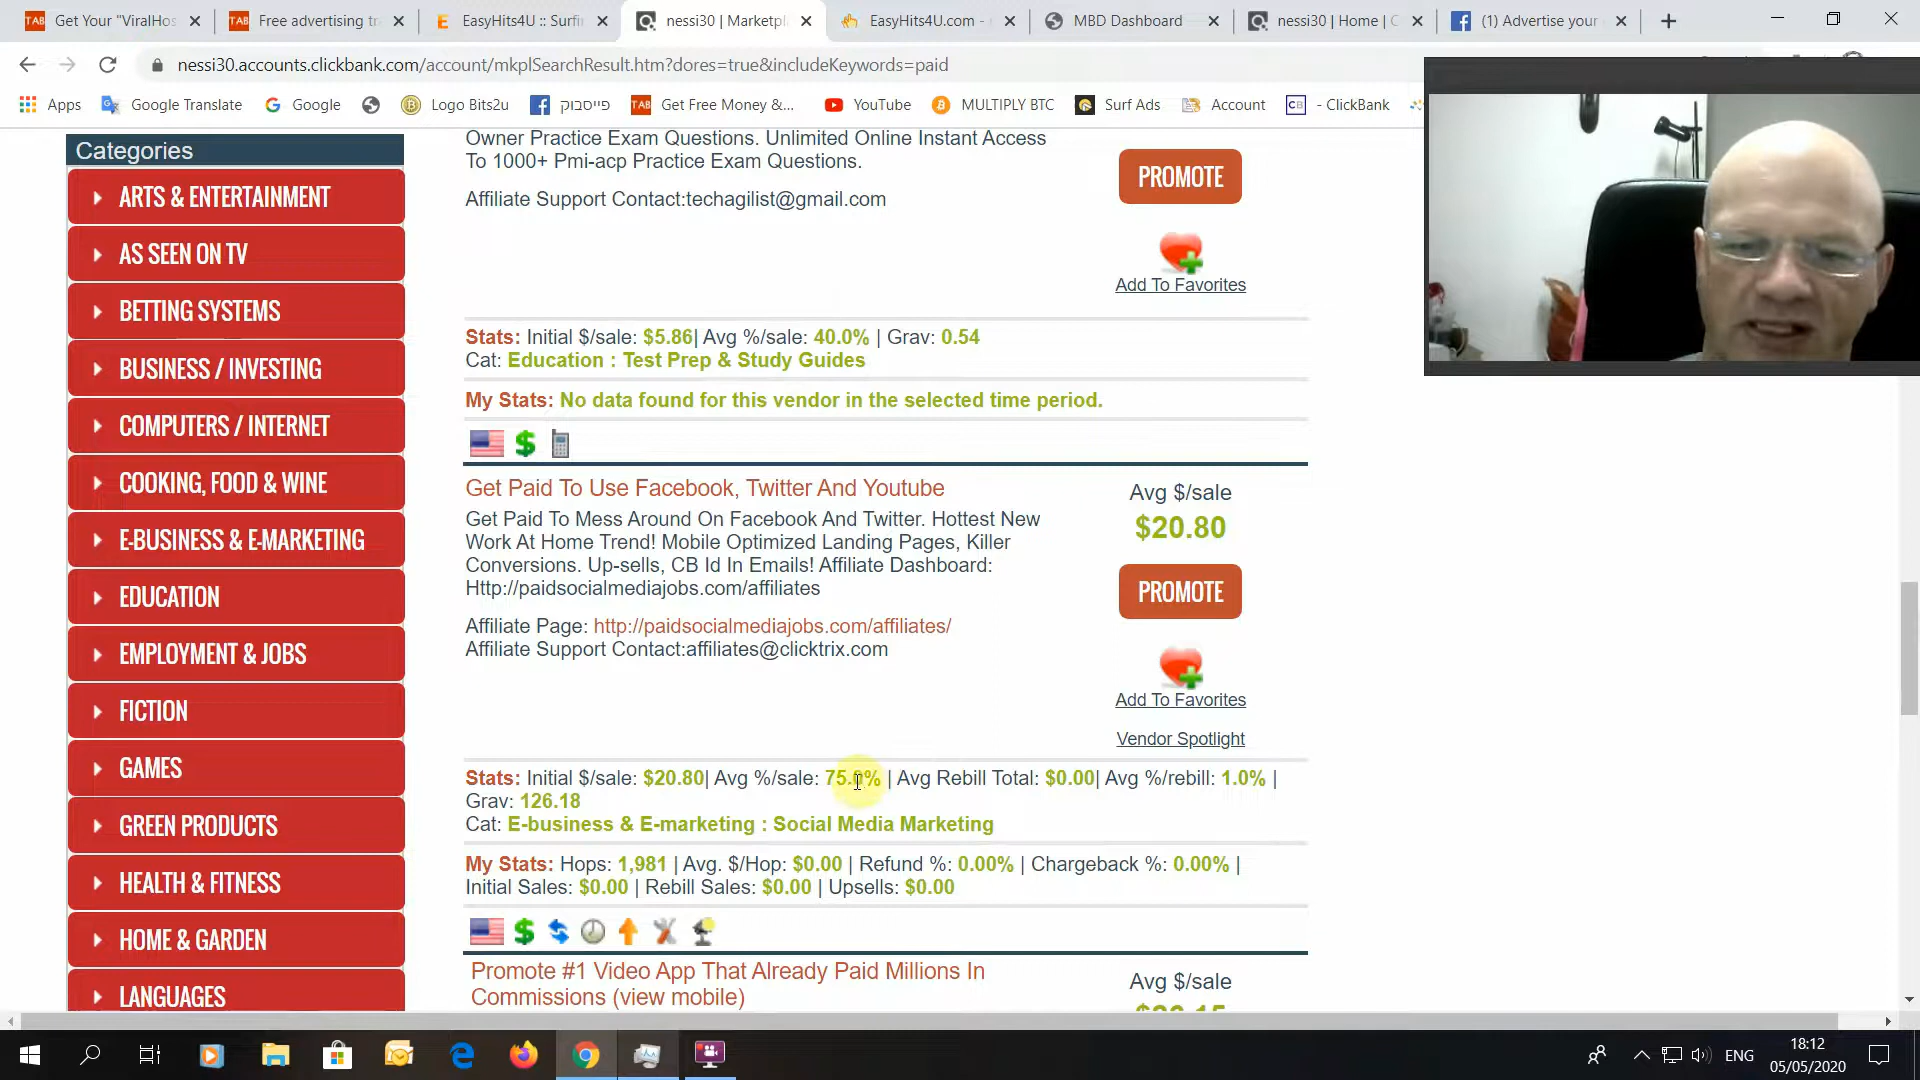 Get Your "ViralHos
Free advertising tr
EasyHits4U :: Surfi
nessi30 | Marketpl
EasyHits4U.com -
MBD Dashboard
nessi30 | Home | C
(1) Advertise your
nessi30.accounts.clickbank.com/account/mkplSearchResult.htm?dores=true&includeKeywords=paid
Apps
Google Translate
Google
Logo Bits2u
פייסבוק
Get Free Money &...
YouTube
MULTIPLY BTC
Surf Ads
Account
- ClickBank
Categories
ARTS & ENTERTAINMENT
AS SEEN ON TV
BETTING SYSTEMS
BUSINESS / INVESTING
COMPUTERS / INTERNET
COOKING, FOOD & WINE
E-BUSINESS & E-MARKETING
EDUCATION
EMPLOYMENT & JOBS
FICTION
GAMES
GREEN PRODUCTS
HEALTH & FITNESS
HOME & GARDEN
LANGUAGES
Owner Practice Exam Questions. Unlimited Online Instant Access
To 1000+ Pmi-acp Practice Exam Questions.
Affiliate Support Contact:techagilist@gmail.com
PROMOTE
Add To Favorites
Stats: Initial $/sale: $5.86| Avg %/sale: 40.0% | Grav: 0.54
Cat: Education : Test Prep & Study Guides
My Stats: No data found for this vendor in the selected time period.
Get Paid To Use Facebook, Twitter And Youtube
Get Paid To Mess Around On Facebook And Twitter. Hottest New
Work At Home Trend! Mobile Optimized Landing Pages, Killer
Conversions. Up-sells, CB Id In Emails! Affiliate Dashboard:
Http://paidsocialmediajobs.com/affiliates
Affiliate Page: http://paidsocialmediajobs.com/affiliates/
Affiliate Support Contact:affiliates@clicktrix.com
Avg $/sale
$20.80
PROMOTE
Add To Favorites
Vendor Spotlight
Stats: Initial $/sale: $20.80| Avg %/sale: 75.0% | Avg Rebill Total: $0.00| Avg %/rebill: 1.0% |
Grav: 126.18
Cat: E-business & E-marketing : Social Media Marketing
My Stats: Hops: 1,981 | Avg. $/Hop: $0.00 | Refund %: 0.00% | Chargeback %: 0.00% |
Initial Sales: $0.00 | Rebill Sales: $0.00 | Upsells: $0.00
Promote #1 Video App That Already Paid Millions In
Commissions (view mobile)
Avg $/sale
ENG
18:12
05/05/2020